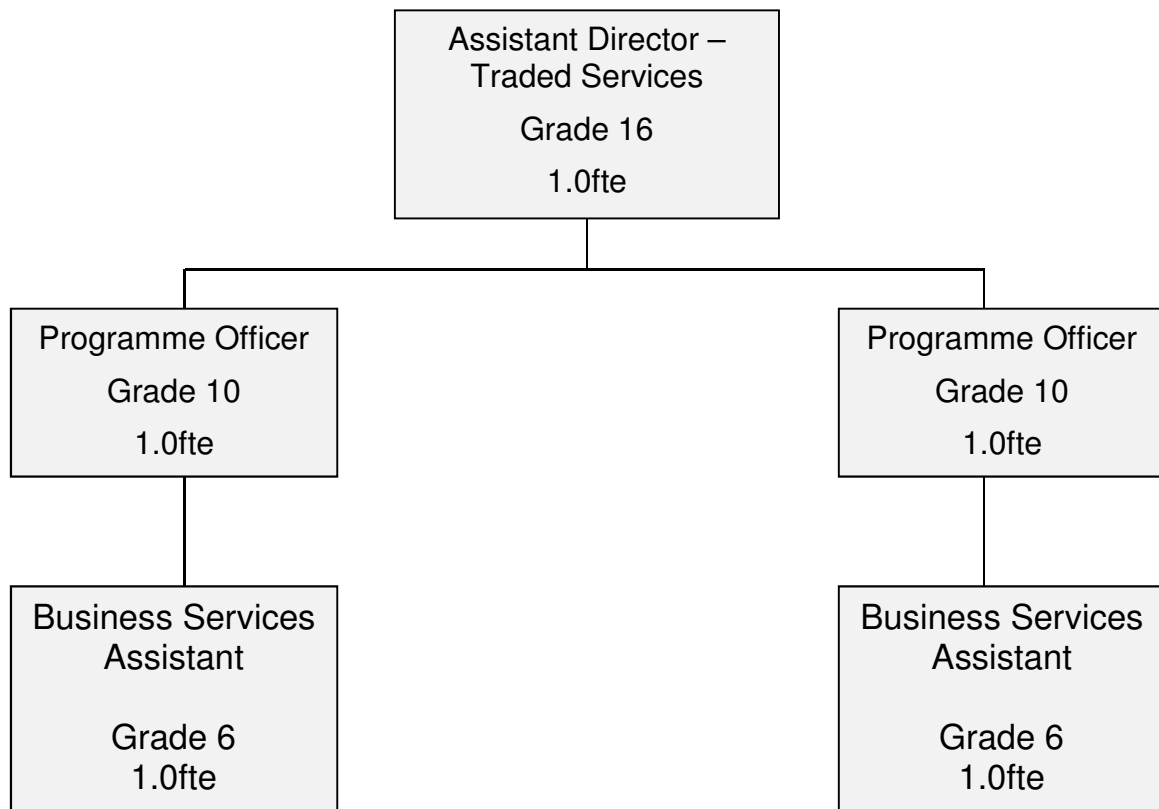 Assistant Director –
Traded Services
Grade 16
1.0fte
Programme Officer
Grade 10
1.0fte
Programme Officer
Grade 10
1.0fte
Business Services
Assistant
Grade 6
1.0fte
Business Services
Assistant
Grade 6
1.0fte